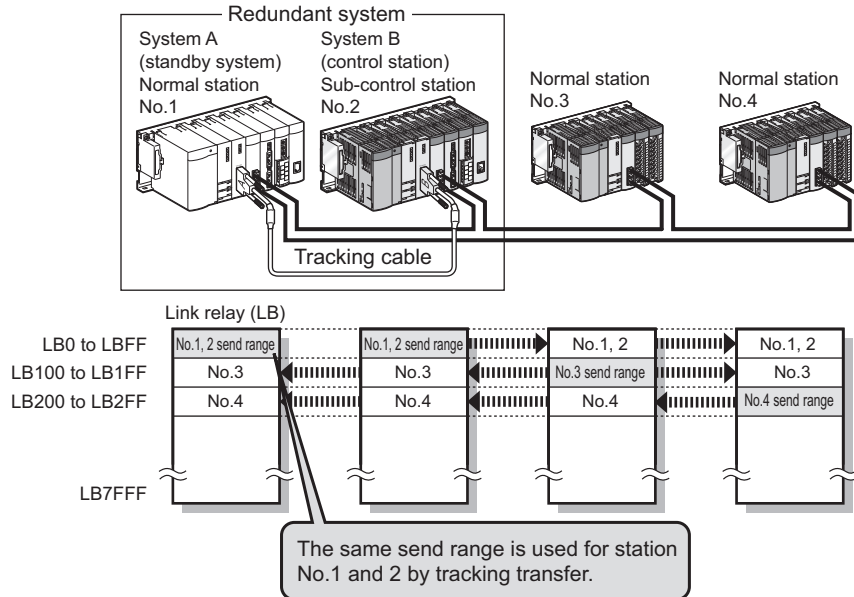 Redundant system
System A
(standby system)
Normal station
No.1
System B
(control station)
Sub-control station
No.2
Normal station
No.3
Normal station
No.4
Tracking cable
Link relay (LB)
LB0 to LBFF
No.1, 2 send range
No.1, 2 send range
No.1, 2
No.1, 2
LB100 to LB1FF
No.3
No.3
No.3 send range
No.3
LB200 to LB2FF
No.4
No.4
No.4
No.4 send range
LB7FFF
The same send range is used for station
No.1 and 2 by tracking transfer.